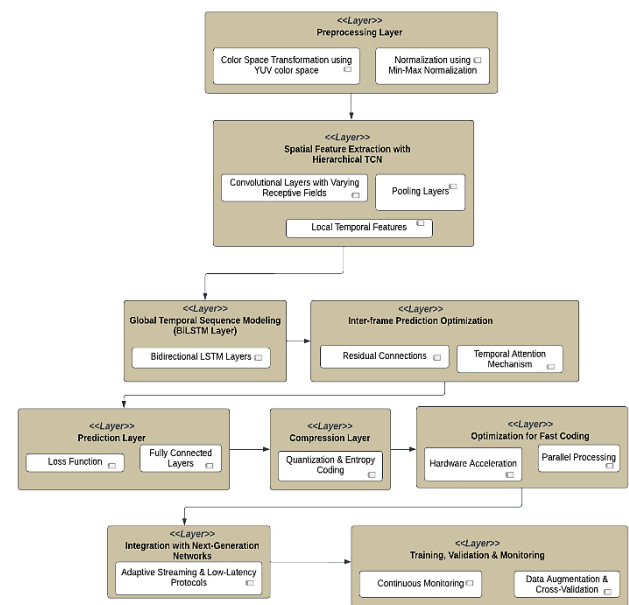 <<Layer>>
Preprocessing Layer
Color Space Transformation using
YUV color space
Normalization using
Min-Max Normalization
<<Layer>>
Spatial Feature Extraction with
Hierarchical TCN
Convolutional Layers with Varying
Receptive Fields
Pooling Layers
Local Temporal Features
<<Layer>>
Global Temporal Sequence Modeling
(BiLSTM Layer)
Bidirectional LSTM Layers
<<Layer>>
Inter-frame Prediction Optimization
Residual Connections
Temporal Attention
Mechanism
<<Layer>>
Prediction Layer
Loss Function
Fully Connected
Layers
<<Layer>>
Compression Layer
Quantization & Entropy
Coding
<<Layer>>
Optimization for Fast Coding
Hardware Acceleration
Parallel Processing
<<Layer>>
Integration with Next-Generation
Networks
Adaptive Streaming & Low-Latency
Protocols
<<Layer>>
Training, Validation & Monitoring
Continuous Monitoring
Data Augmentation &
Cross-Validation